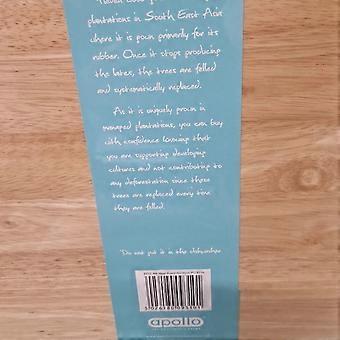 plantations in South East Asia
where it is grown primarily for its
rubber. Once it stops producing
the latex, the trees are felled
and systematically replaced.
As it is uniquely grown in
managed plantations, you can buy
with confidence knowing that
you are supporting developing
cultures and not contributing to
any deforestation since these
trees are replaced every time
they are felled.
Do not put it in the dishwasher
apollo